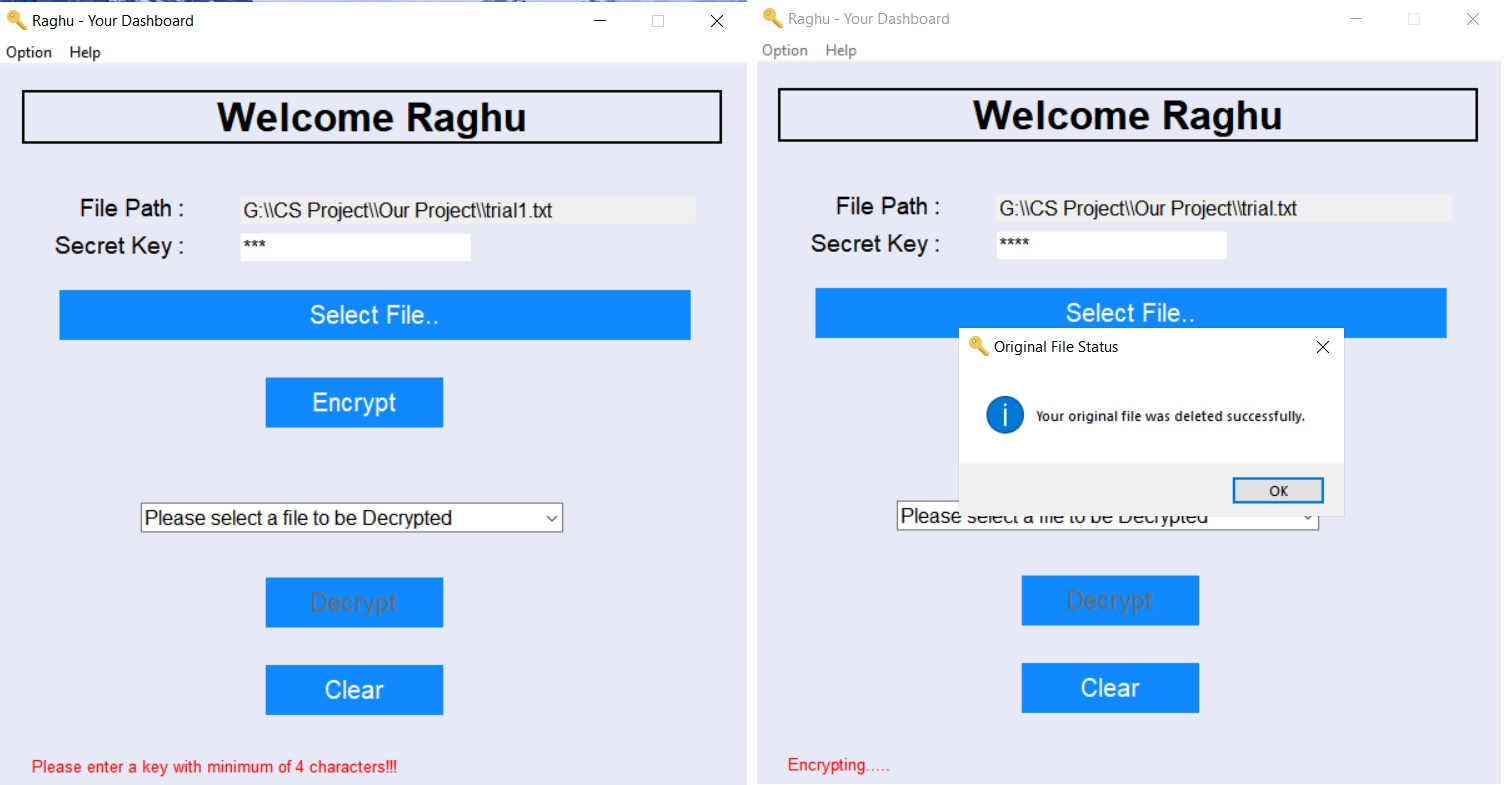 Raghu - Your Dashboard
Option Help
Welcome Raghu
File Path : G:\\CS Project\\Our Project\\trial1.txt
Secret Key : ***
Select File..
Encrypt
Please select a file to be Decrypted
Decrypt
Clear
Please enter a key with minimum of 4 characters!!!
Raghu - Your Dashboard
Option Help
Welcome Raghu
File Path : G:\\CS Project\\Our Project\\trial.txt
Secret Key : ****
Select File..
Original File Status
Your original file was deleted successfully.
OK
Please select a file to be Decrypted
Decrypt
Clear
Encrypting.....